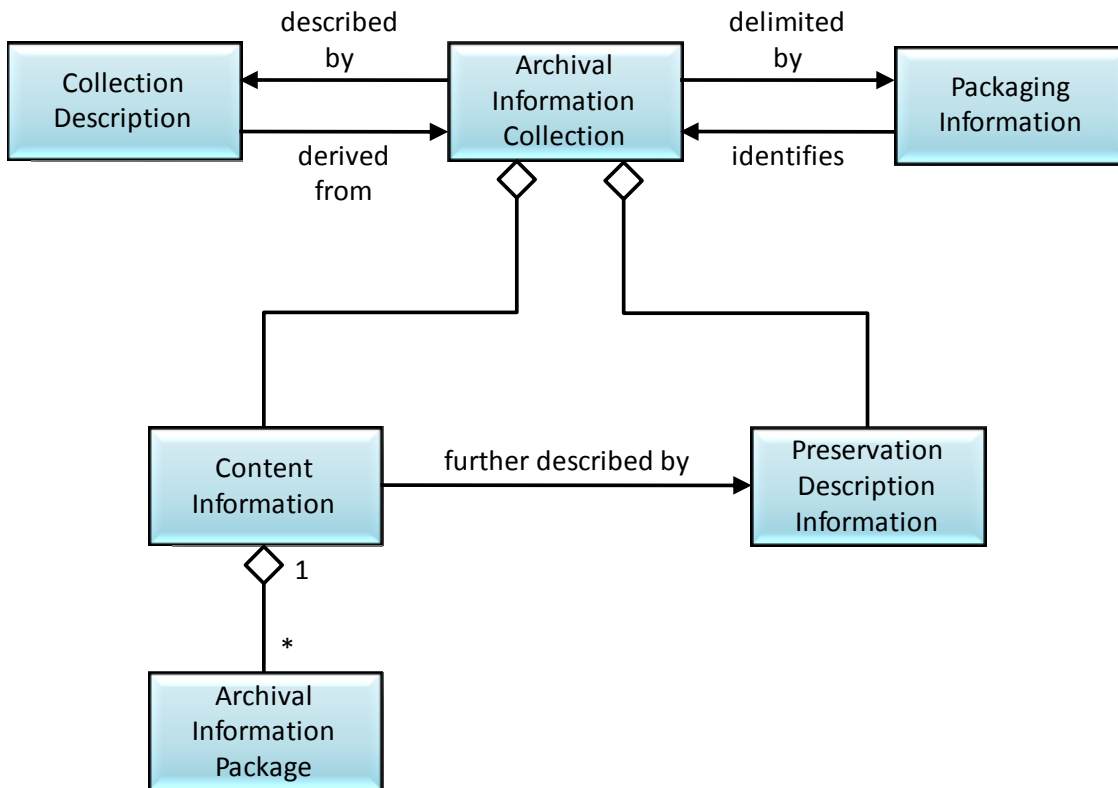 described
by
Collection
Description
derived
from
Archival
Information
Collection
delimited
by
identifies
Packaging
Information
Content
Information
further described by
Preservation
Description
Information
1
*
Archival
Information
Package